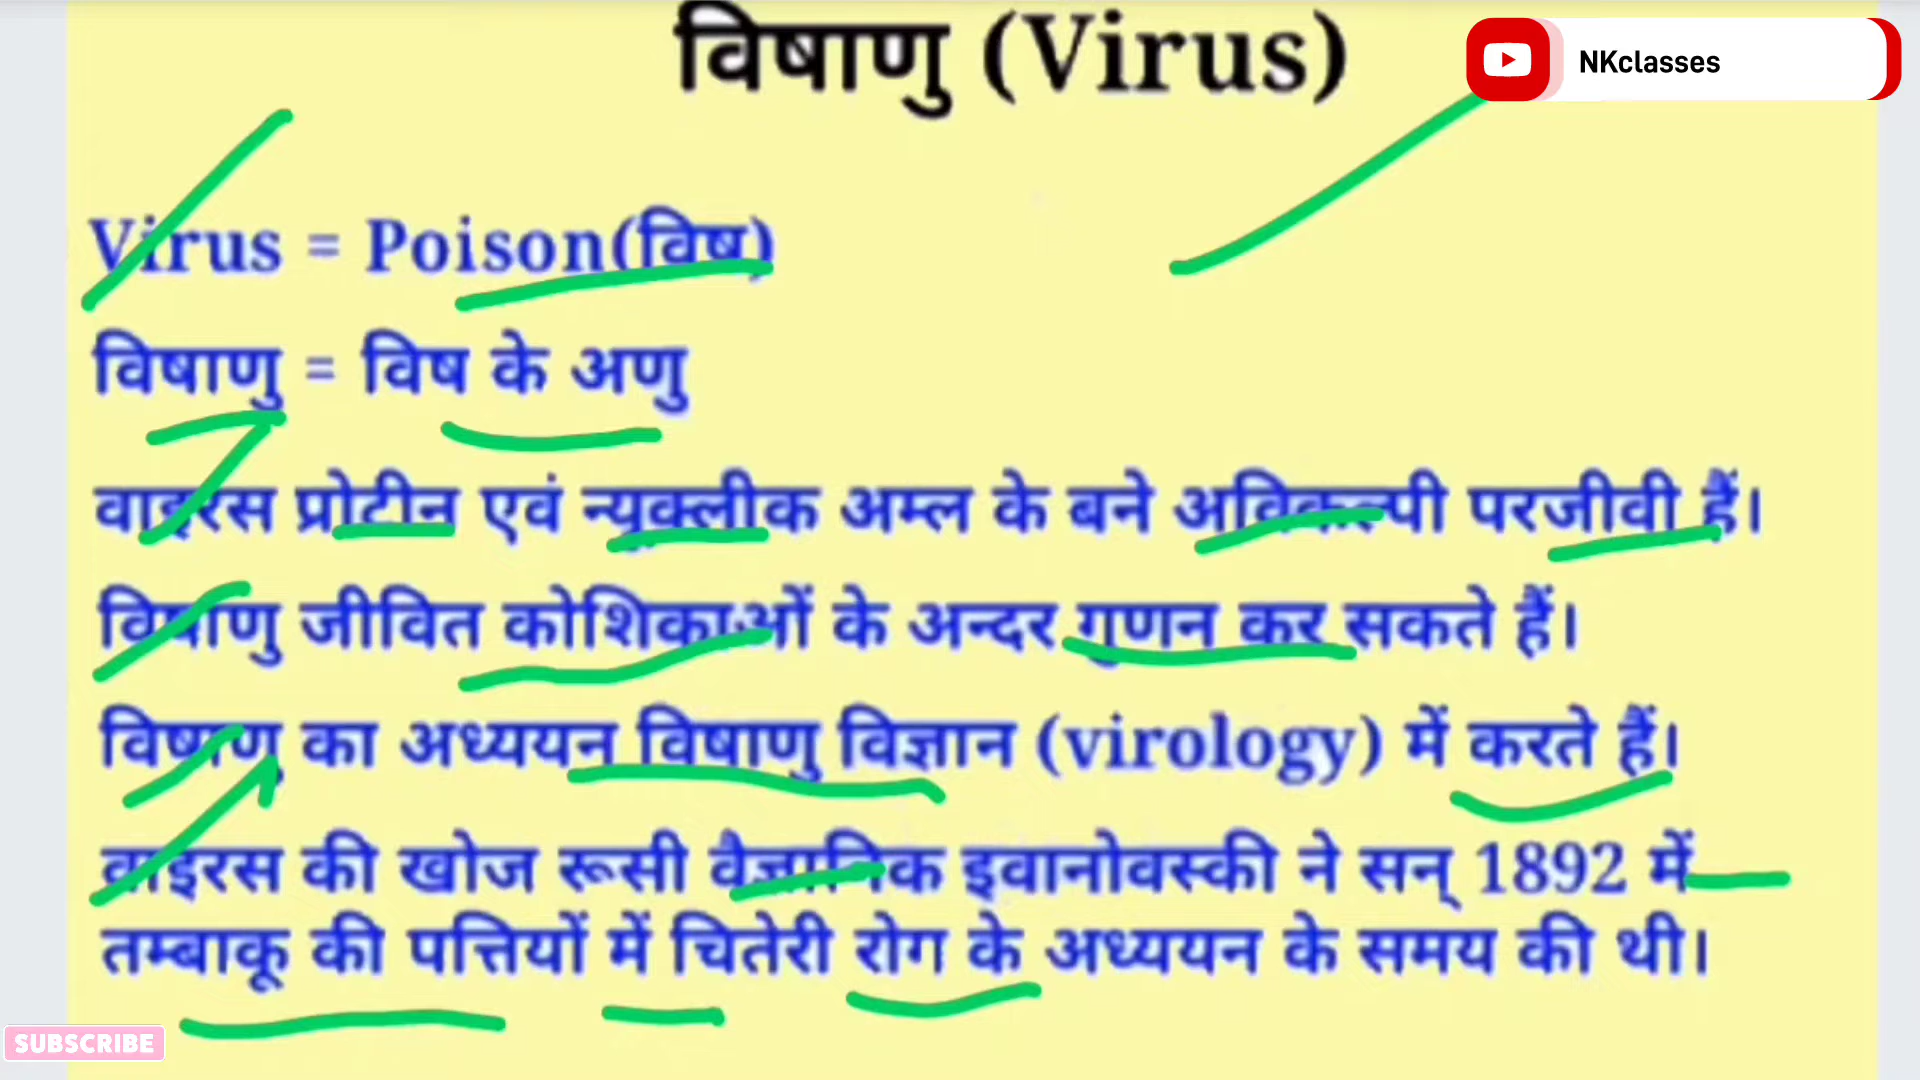 विषाणु (Virus)
NKclasses
Virus = Poison(विष)
विषाणु = विष के अणु
वाइरस प्रोटीन एवं न्यूक्लीक अम्ल के बने अविकल्पी परजीवी हैं।
विषाणु जीवित कोशिकाओं के अन्दर गुणन कर सकते हैं।
विषाणु का अध्ययन विषाणु विज्ञान (virology) में करते हैं।
वाइरस की खोज रूसी वैज्ञानिक इवानोवस्की ने सन् 1892 में
तम्बाकू की पत्तियों में चितेरी रोग के अध्ययन के समय की थी।
SUBSCRIBE